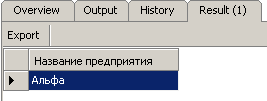 Overview Output History Result (1)
Export
Название предприятия
Альфа